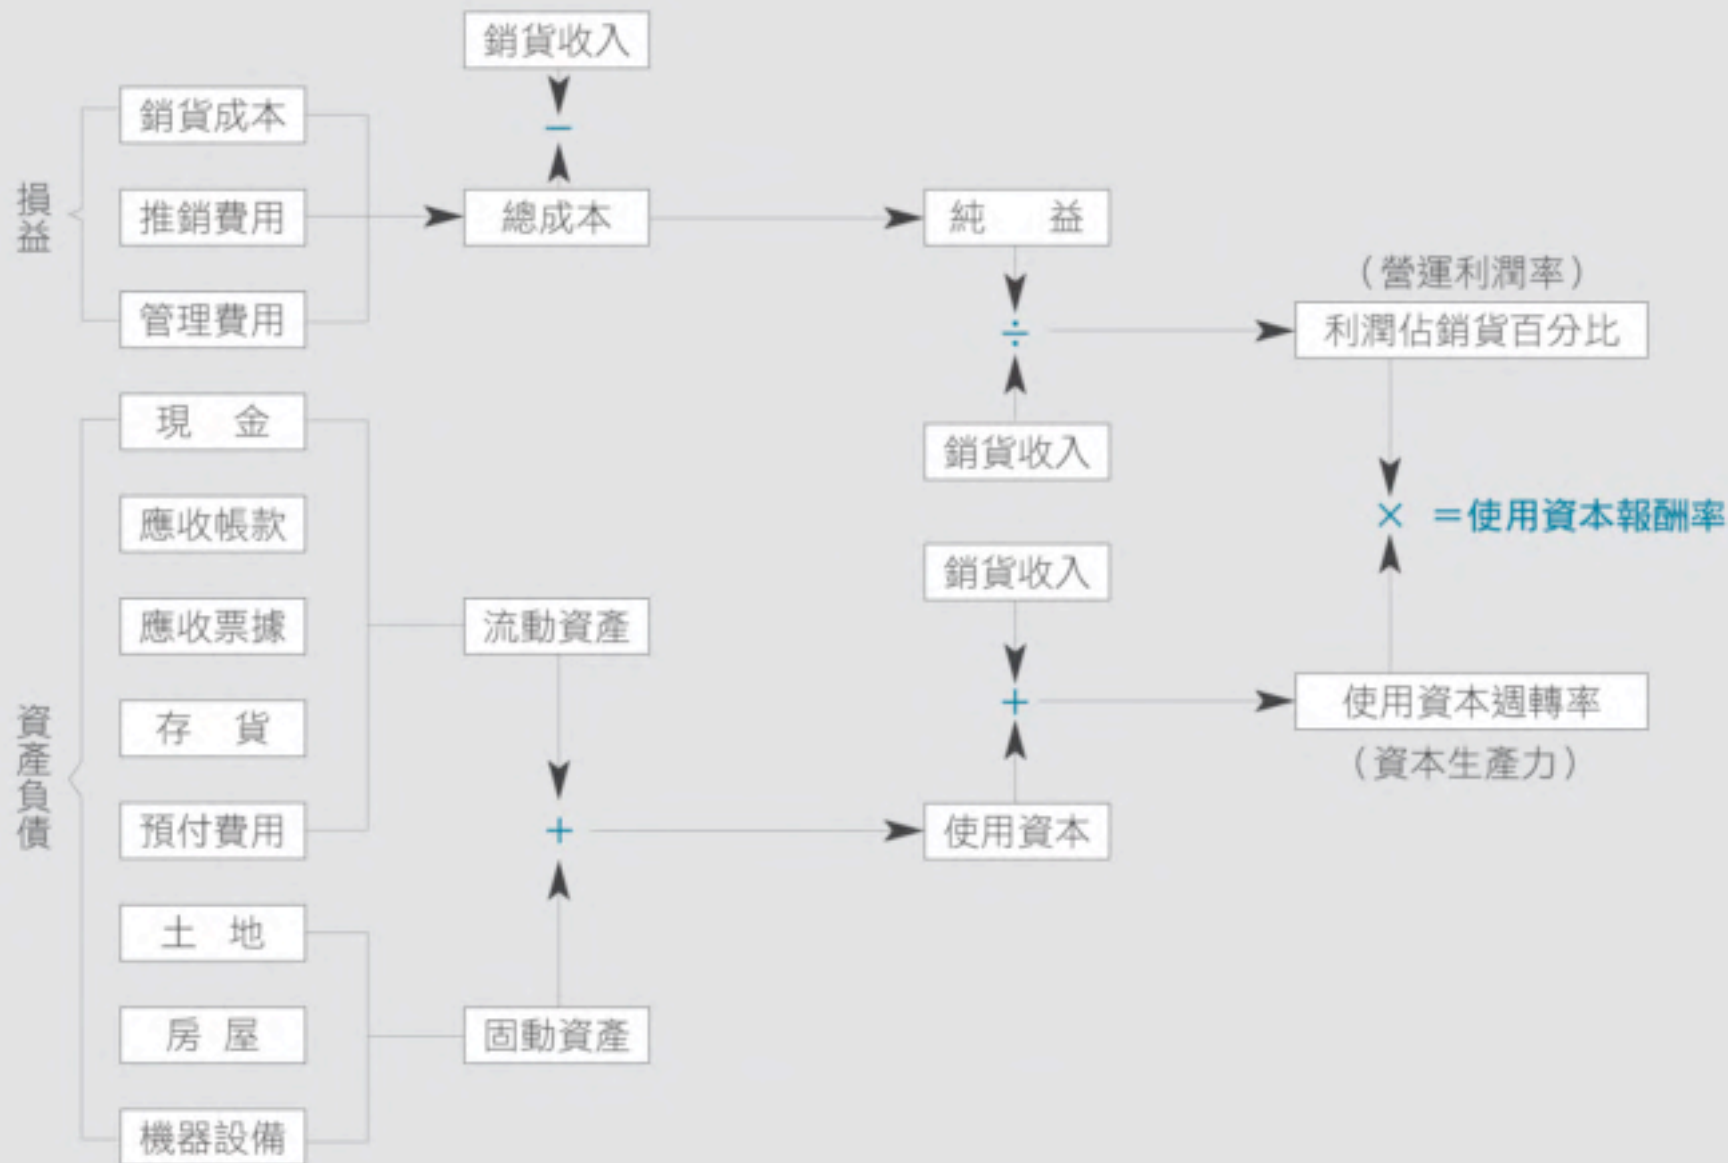 銷貨收入
銷貨成本
損益
推銷費用
總成本
純 益
管理費用
(營運利潤率)
利潤佔銷貨百分比
÷
現 金
銷貨收入
應收帳款
× =使用資本報酬率
銷貨收入
應收票據
流動資產
+
使用資本週轉率
(資本生產力)
存 貨
資產負債
預付費用
+
使用資本
土 地
房 屋
固動資產
機器設備
−